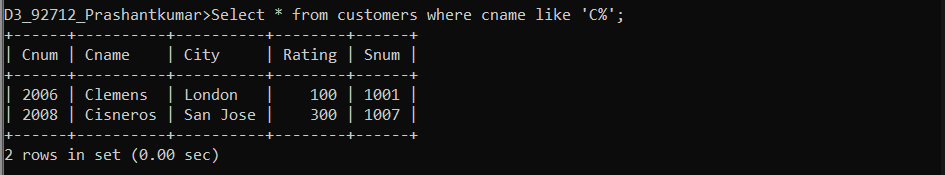 D3_92712_Prashantkumar>Select * from customers where cname like 'C%';
+------+----------+----------+--------+------+
| Cnum | Cname    | City     | Rating | Snum |
+------+----------+----------+--------+------+
| 2006 | Clemens  | London   |    100 | 1001 |
| 2008 | Cisneros | San Jose |    300 | 1007 |
+------+----------+----------+--------+------+
2 rows in set (0.00 sec)